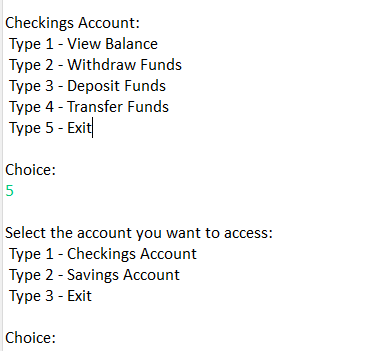 Checkings Account:
Type 1 - View Balance
Type 2 - Withdraw Funds
Type 3 - Deposit Funds
Type 4 - Transfer Funds
Type 5 - Exit
Choice:
5
Select the account you want to access:
Type 1 - Checkings Account
Type 2 - Savings Account
Type 3 - Exit
Choice: